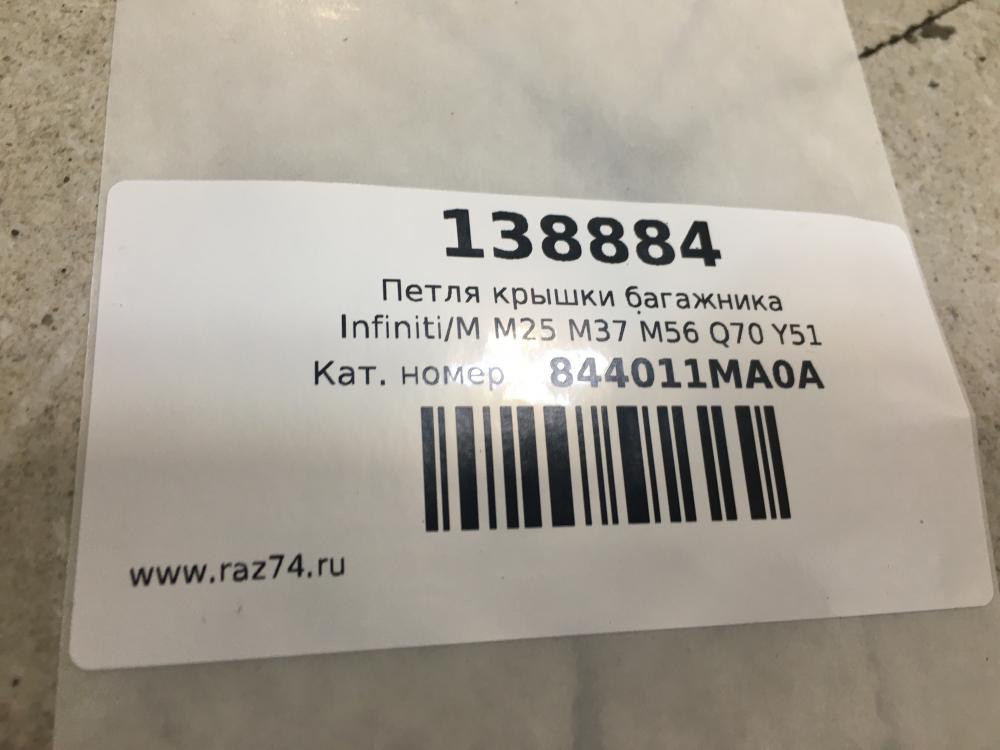 138884
Петля крышки багажника
Infiniti/M M25 M37 M56 Q70 Y51
Кат. номер 844011MA0A
www.raz74.ru